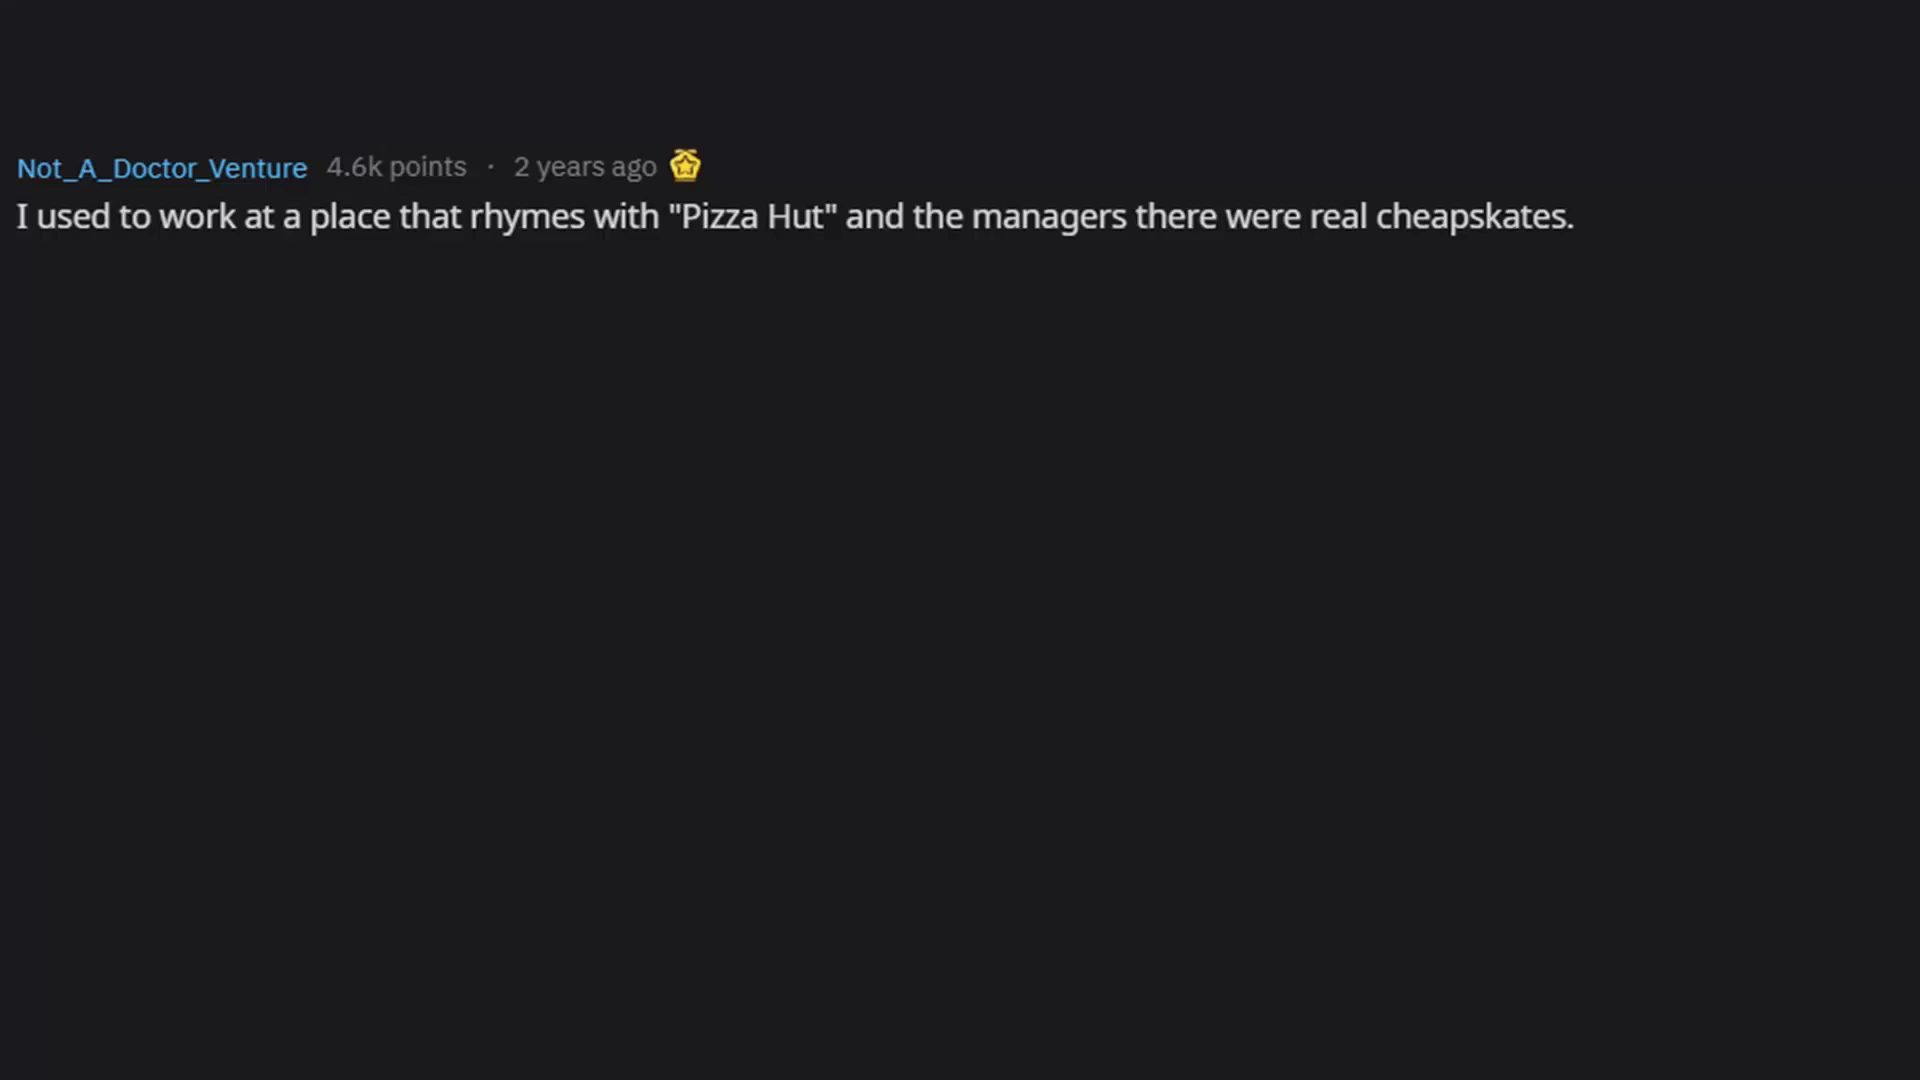 Not_A_Doctor_Venture 4.6k points · 2 years ago
I used to work at a place that rhymes with "Pizza Hut" and the managers there were real cheapskates.